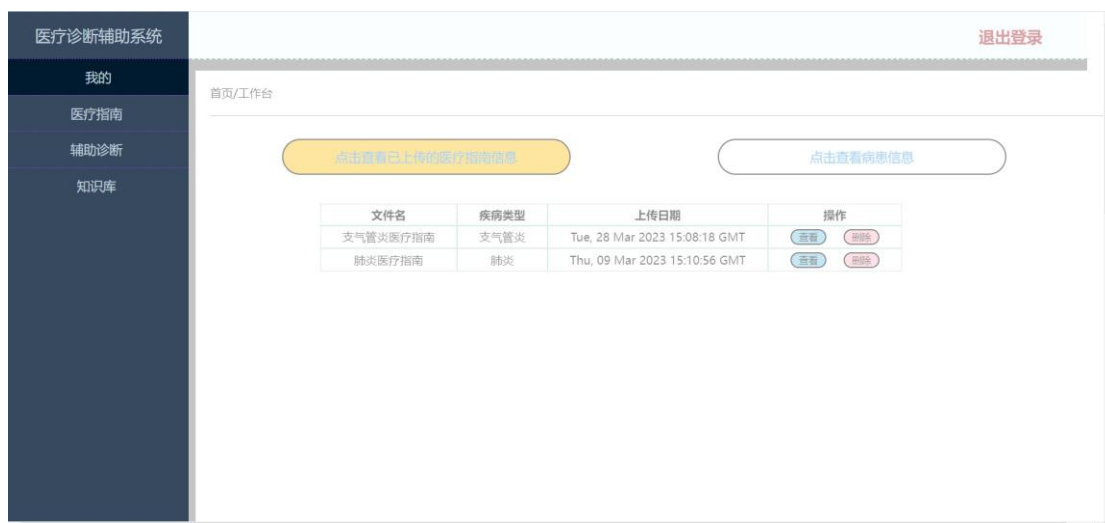 医疗诊断辅助系统
退出登录
我的
医疗指南
辅助诊断
知识库
首页/工作台
点击查看已上传的医疗指南信息
点击查看病患信息
文件名 疾病类型 上传日期 操作
支气管炎医疗指南 支气管炎 Tue, 28 Mar 2023 15:08:18 GMT 查看 删除
肺炎医疗指南 肺炎 Thu, 09 Mar 2023 15:10:56 GMT 查看 删除